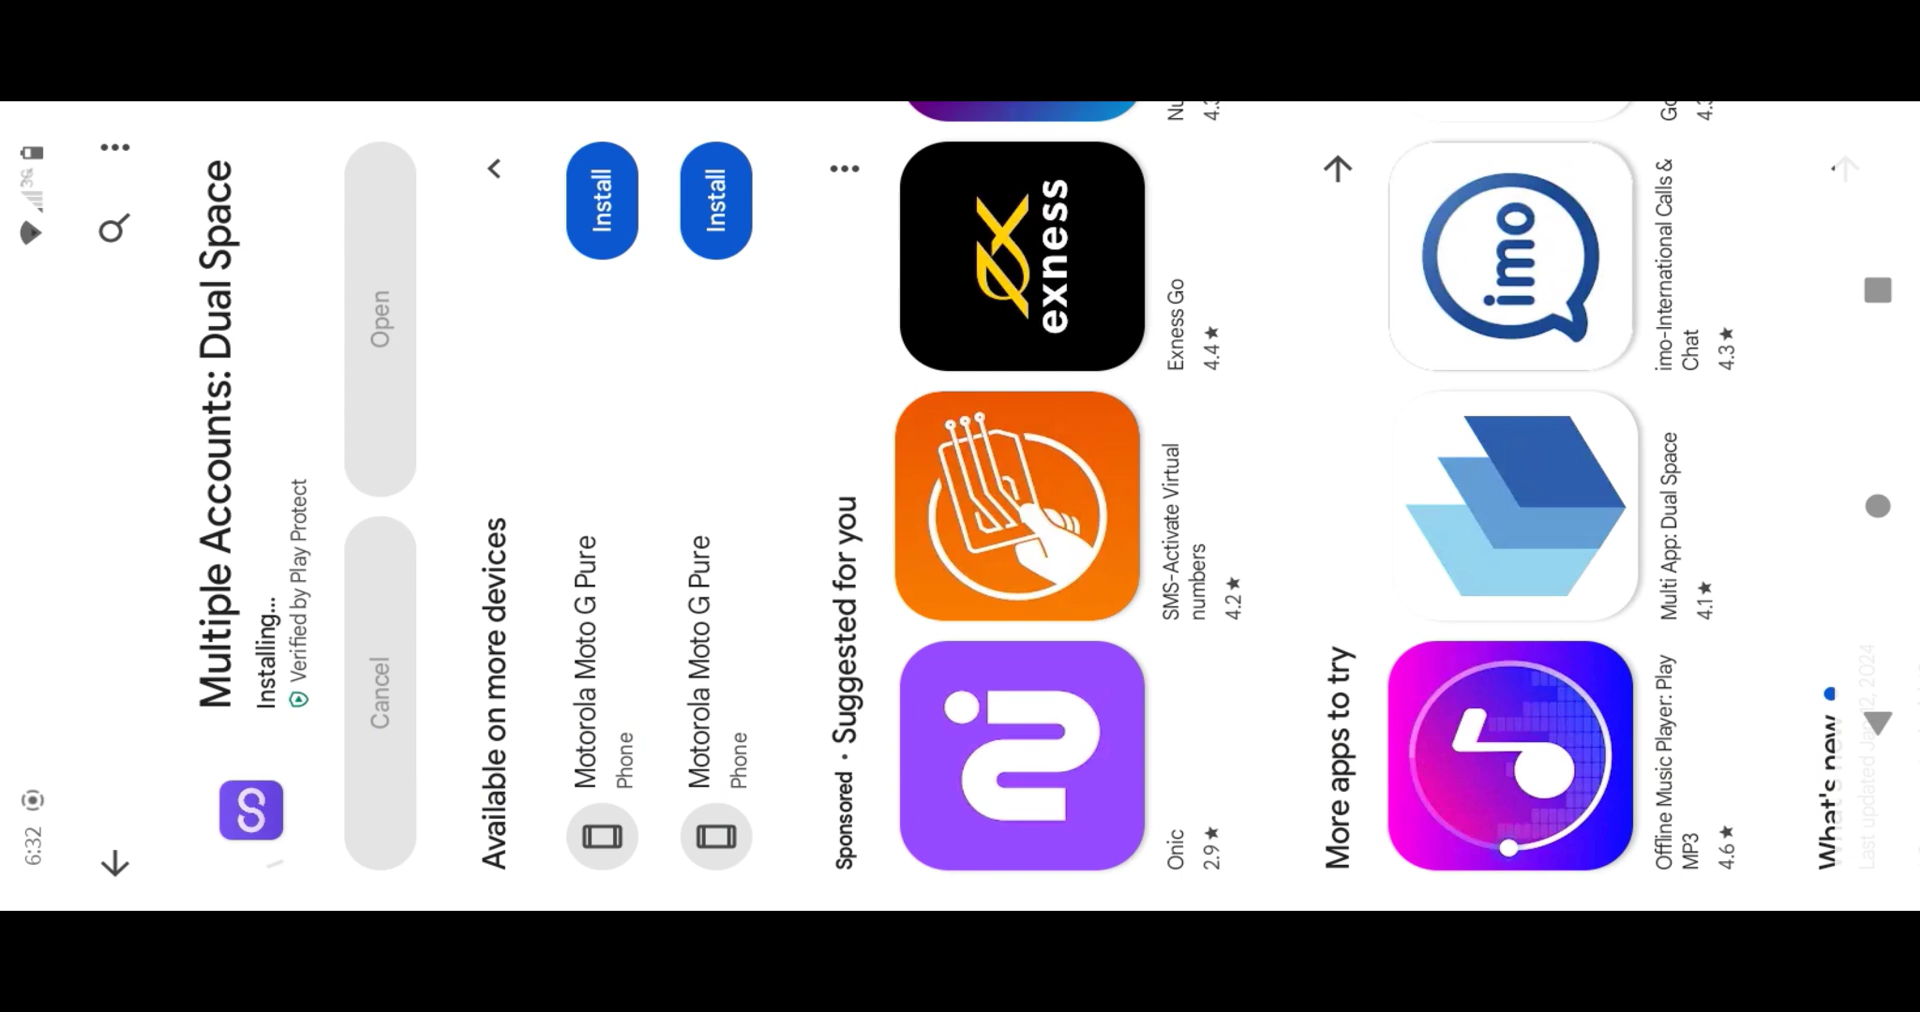 6:32
3G
Multiple Accounts: Dual Space
Installing...
Verified by Play Protect
Cancel
Open
Available on more devices
Motorola Moto G Pure
Phone
Install
Motorola Moto G Pure
Phone
Install
Sponsored · Suggested for you
exness
Onic
2.9★
SMS-Activate Virtual
numbers
4.2★
Exness Go
4.4★
More apps to try
imo
Offline Music Player: Play
MP3
4.6★
Multi App: Dual Space
4.1★
imo-International Calls &
Chat
4.3★
What's new